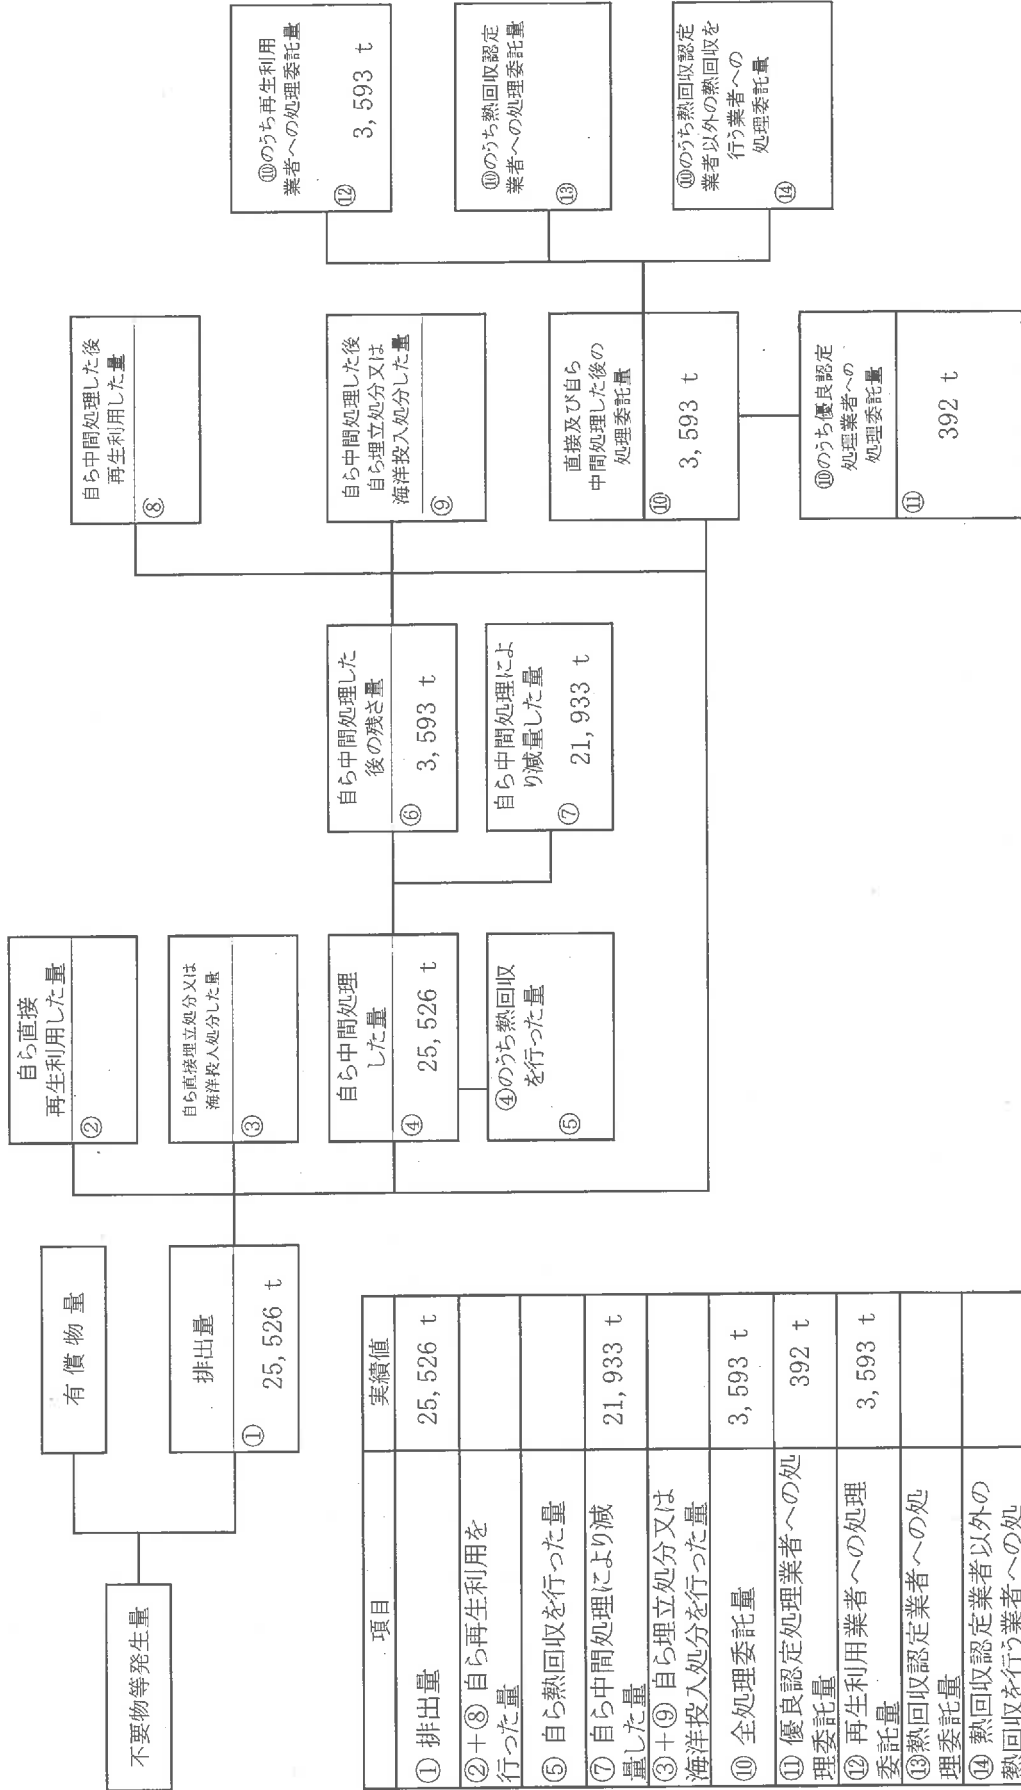 不要物等発生量
有償物量
排出量
① 25,526 t
自ら直接
再生利用した量
②
自ら直接埋立処分又は
海洋投入処分した量
③
自ら中間処理
した量
④ 25,526 t
④のうち熱回収
を行った量
⑤
自ら中間処理した
後の残さ量
⑥ 3,593 t
自ら中間処理によ
り減量した量
⑦ 21,933 t
自ら中間処理した後
再生利用した量
⑧
自ら中間処理した後
自ら埋立処分又は
海洋投入処分した量
⑨
直接及び自ら
中間処理した後の
処理委託量
⑩ 3,593 t
⑩のうち優良認定
処理業者への
処理委託量
⑪ 392 t
⑩のうち再生利用
業者への処理委託量
⑫ 3,593 t
⑩のうち熱回収認定
業者への処理委託量
⑬
⑩のうち熱回収認定
業者以外の熱回収を
行う業者への
処理委託量
⑭
項目 実績値
① 排出量 25,526 t
②+⑧ 自ら再生利用を
行った量
⑤ 自ら熱回収を行った量
⑦ 自ら中間処理により減
量した量 21,933 t
③+⑨ 自ら埋立処分又は
海洋投入処分を行った量
⑩ 全処理委託量 3,593 t
⑪ 優良認定処理業者への処
理委託量 392 t
⑫ 再生利用業者への処理
委託量 3,593 t
⑬熱回収認定業者への処
理委託量
⑭ 熱回収認定業者以外の
熱回収を行う業者への処